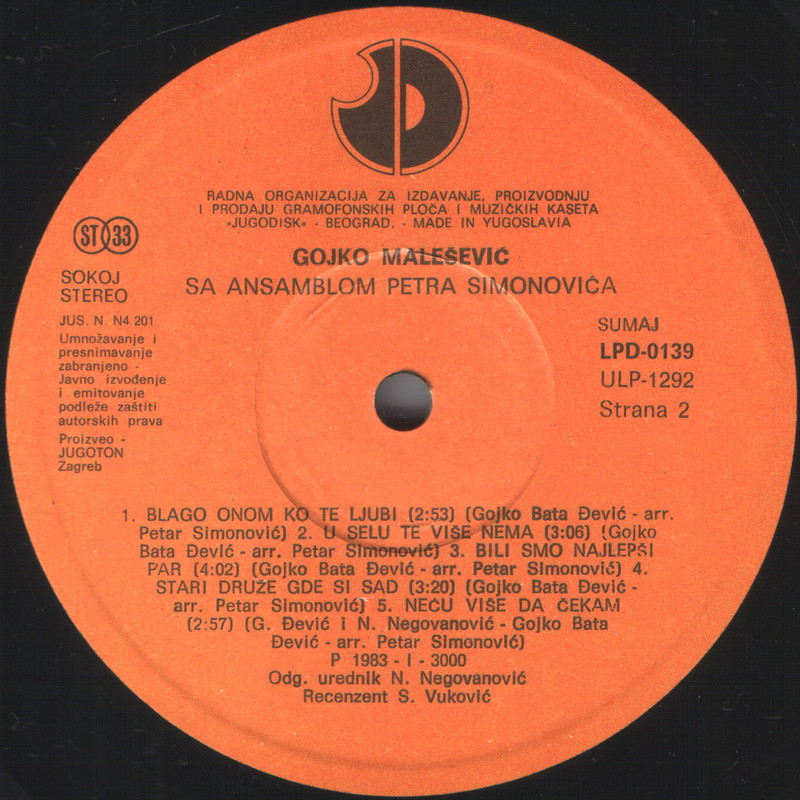 RADNA ORGANIZACIJA ZA IZDAVANJE, PROIZVODNJU
I PRODAJU GRAMOFONSKIH PLOČA I MUZIČKIH KASETA
»JUGODISK« - BEOGRAD. - MADE IN YUGOSLAVIA
GOJKO MALEŠEVIĆ
SA ANSAMBLOM PETRA SIMONOVIĆA
ST 33
SOKOJ
STEREO
JUS. N. N4 201
Umnožavanje i
presnimavanje
zabranjeno -
Javno izvođenje
i emitovanje
podleže zaštiti
autorskih prava
Proizveo -
JUGOTON
Zagreb
SUMAJ
LPD-0139
ULP-1292
Strana 2
1. BLAGO ONOM KO TE LJUBI (2:53) (Gojko Bata Đević - arr.
Petar Simonović) 2. U SELU TE VIŠE NEMA (3:06) (Gojko
Bata Đević - arr. Petar Simonović) 3. BILI SMO NAJLEPŠI
PAR (4:02) (Gojko Bata Đević - arr. Petar Simonović) 4.
STARI DRUŽE GDE SI SAD (3:20) (Gojko Bata Đević -
arr. Petar Simonović) 5. NEĆU VIŠE DA ČEKAM
(2:57) (G. Đević i N. Negovanović - Gojko Bata
Đević - arr. Petar Simonović)
P 1983 - I - 3000
Odg. urednik N. Negovanović
Recenzent S. Vuković